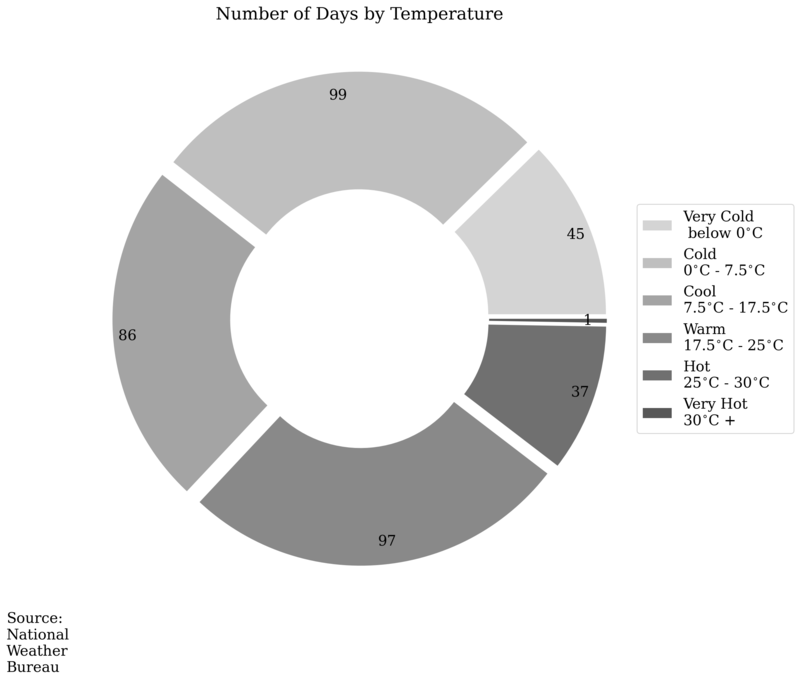 Number of Days by Temperature
99
45
86
1
37
97
Very Cold
below 0°C
Cold
0°C - 7.5°C
Cool
7.5°C - 17.5°C
Warm
17.5°C - 25°C
Hot
25°C - 30°C
Very Hot
30°C +
Source:
National
Weather
Bureau